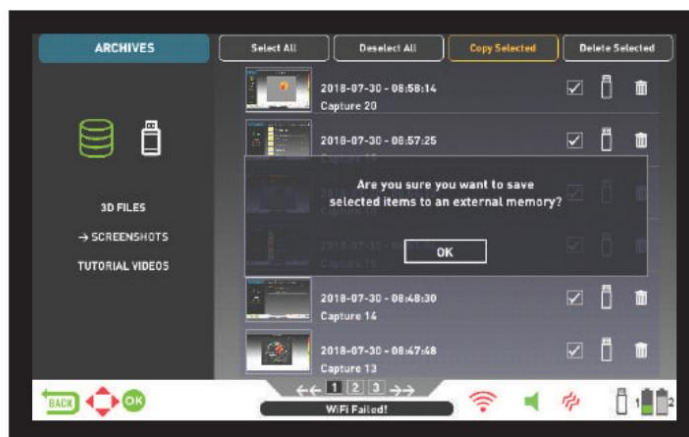 ARCHIVES
Select All
Deselect All
Copy Selected
Delete Selected
2018-07-30 - 08:58:14
Capture 20
2018-07-30 - 08:57:25
Are you sure you want to save
selected items to an external memory?
OK
3D FILES
→ SCREENSHOTS
TUTORIAL VIDEOS
2018-07-30 - 08:48:30
Capture 14
2018-07-30 - 08:47:48
Capture 13
←← 1 2 3 →→
WiFi Failed!
BACK
OK
1
2